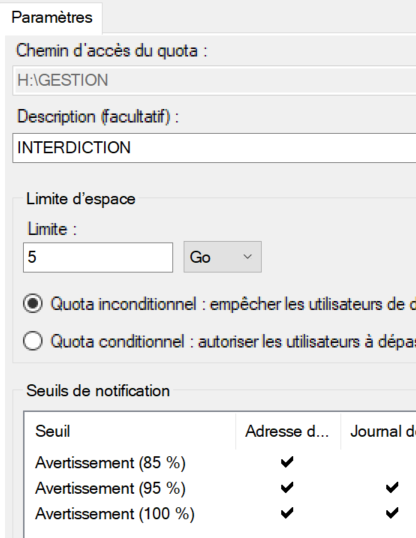 Paramètres
Chemin d'accès du quota :
H:\GESTION
Description (facultatif) :
INTERDICTION
Limite d'espace
Limite :
5 Go
Quota inconditionnel : empêcher les utilisateurs de
Quota conditionnel : autoriser les utilisateurs à
Seuils de notification
Seuil Adresse d... Journal
Avertissement (85 %) ✔
Avertissement (95 %) ✔ ✔
Avertissement (100 %) ✔ ✔